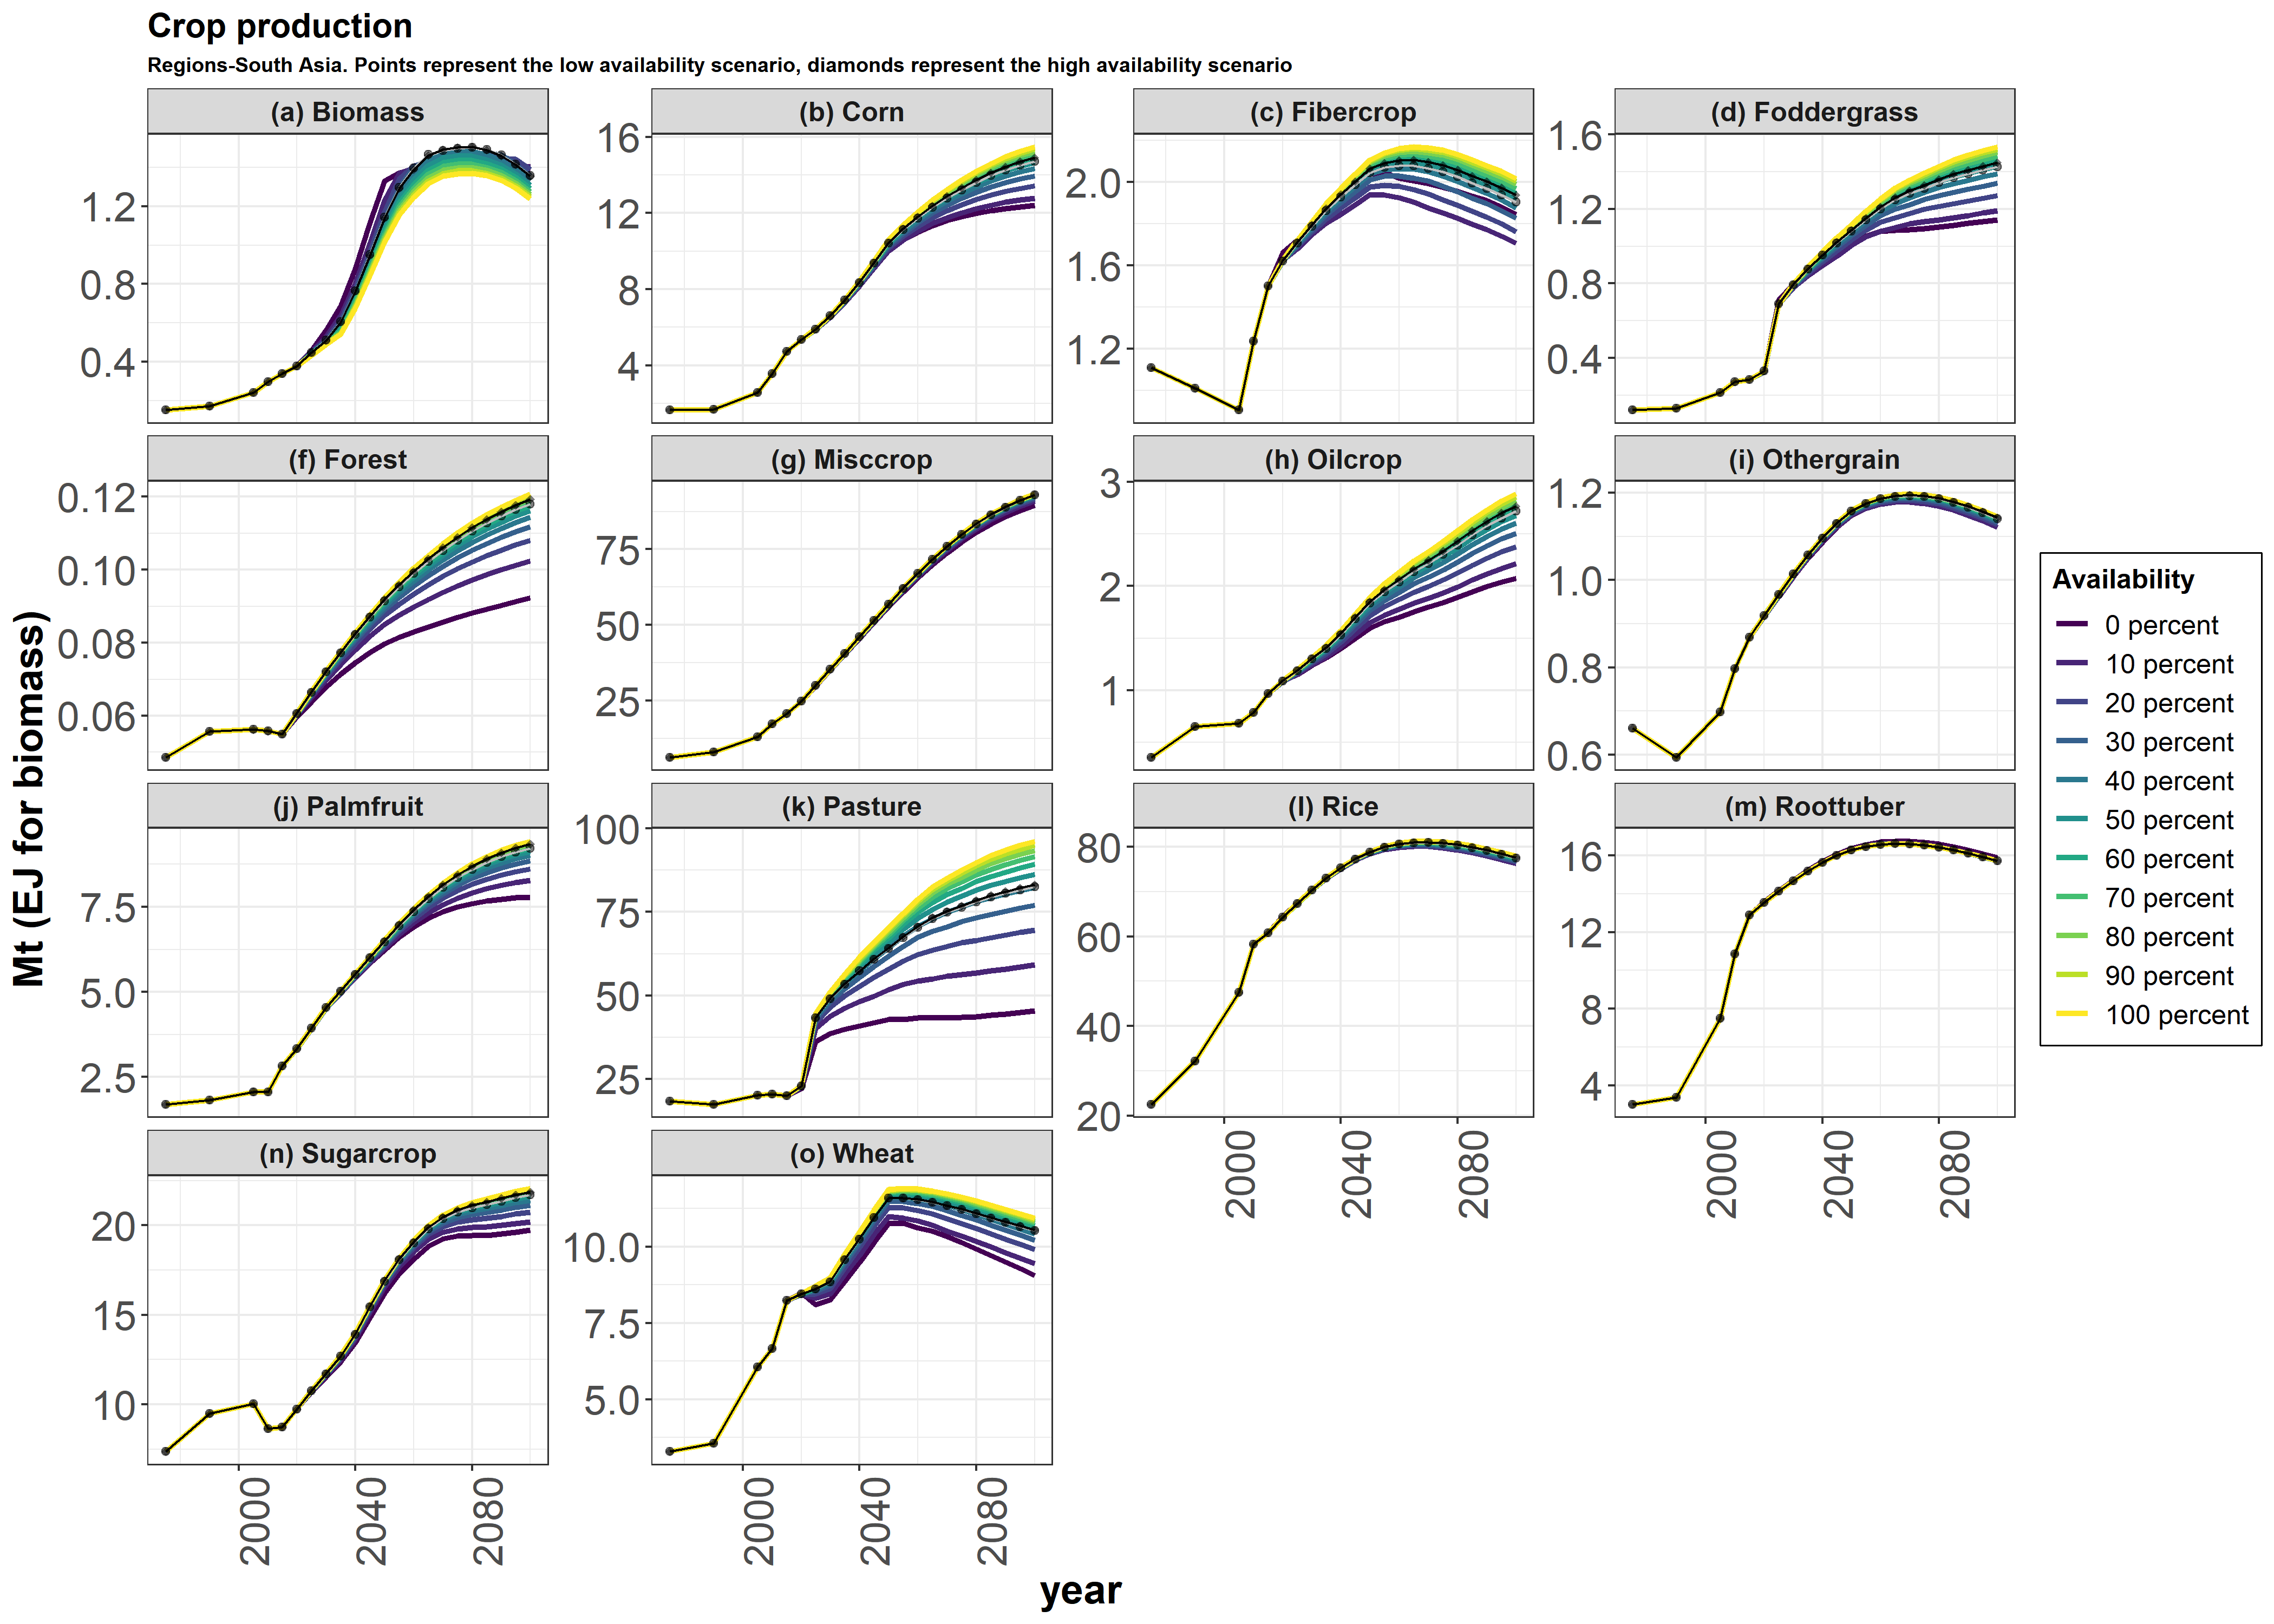 Crop production
Regions-South Asia. Points represent the low availability scenario, diamonds represent the high availability scenario
(a) Biomass
(b) Corn
(c) Fibercrop
(d) Foddergrass
1.2
0.8
0.4
16
12
8
4
2.0
1.6
1.2
1.6
1.2
0.8
0.4
(f) Forest
(g) Misccrop
(h) Oilcrop
(i) Othergrain
0.12
0.10
0.08
0.06
75
50
25
3
2
1
1.2
1.0
0.8
0.6
(j) Palmfruit
(k) Pasture
(l) Rice
(m) Roottuber
7.5
5.0
2.5
100
75
50
25
80
60
40
20
16
12
8
4
2000
2040
2080
2000
2040
2080
(n) Sugarcrop
(o) Wheat
20
15
10
10.0
7.5
5.0
2000
2040
2080
2000
2040
2080
Mt (EJ for biomass)
year
Availability
0 percent
10 percent
20 percent
30 percent
40 percent
50 percent
60 percent
70 percent
80 percent
90 percent
100 percent